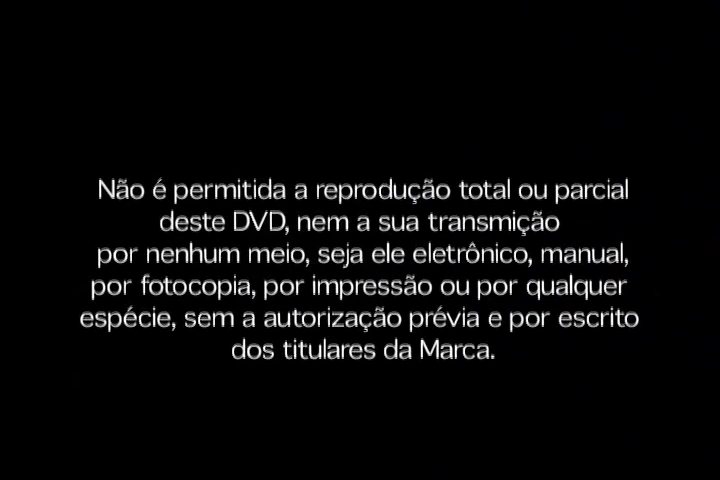 Não é permitida a reprodução total ou parcial
deste DVD, nem a sua transmição
por nenhum meio, seja ele eletrônico, manual,
por fotocopia, por impressão ou por qualquer
espécie, sem a autorização prévia e por escrito
dos titulares da Marca.